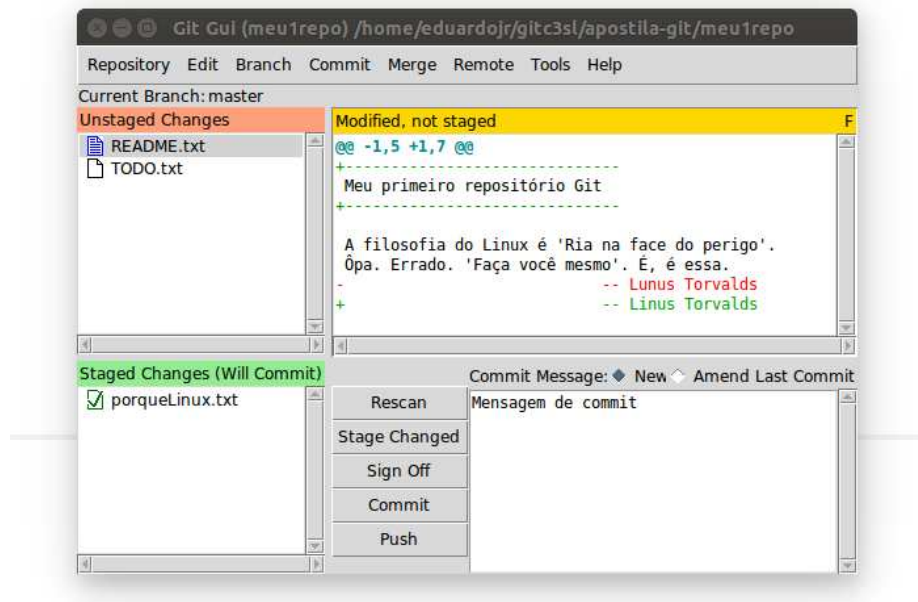 Git Gui (meu1repo) /home/eduardojr/gitc3sl/apostila-git/meu1repo
Repository Edit Branch Commit Merge Remote Tools Help
Current Branch: master
Unstaged Changes
README.txt
TODO.txt
Modified, not staged F
@@ -1,5 +1,7 @@
+------------------------------
Meu primeiro repositório Git
+------------------------------
A filosofia do Linux é 'Ria na face do perigo'.
Ôpa. Errado. 'Faça você mesmo'. É, é essa.
- -- Lunus Torvalds
+ -- Linus Torvalds
Staged Changes (Will Commit)
porqueLinux.txt
Rescan
Stage Changed
Sign Off
Commit
Push
Commit Message: New Amend Last Commit
Mensagem de commit